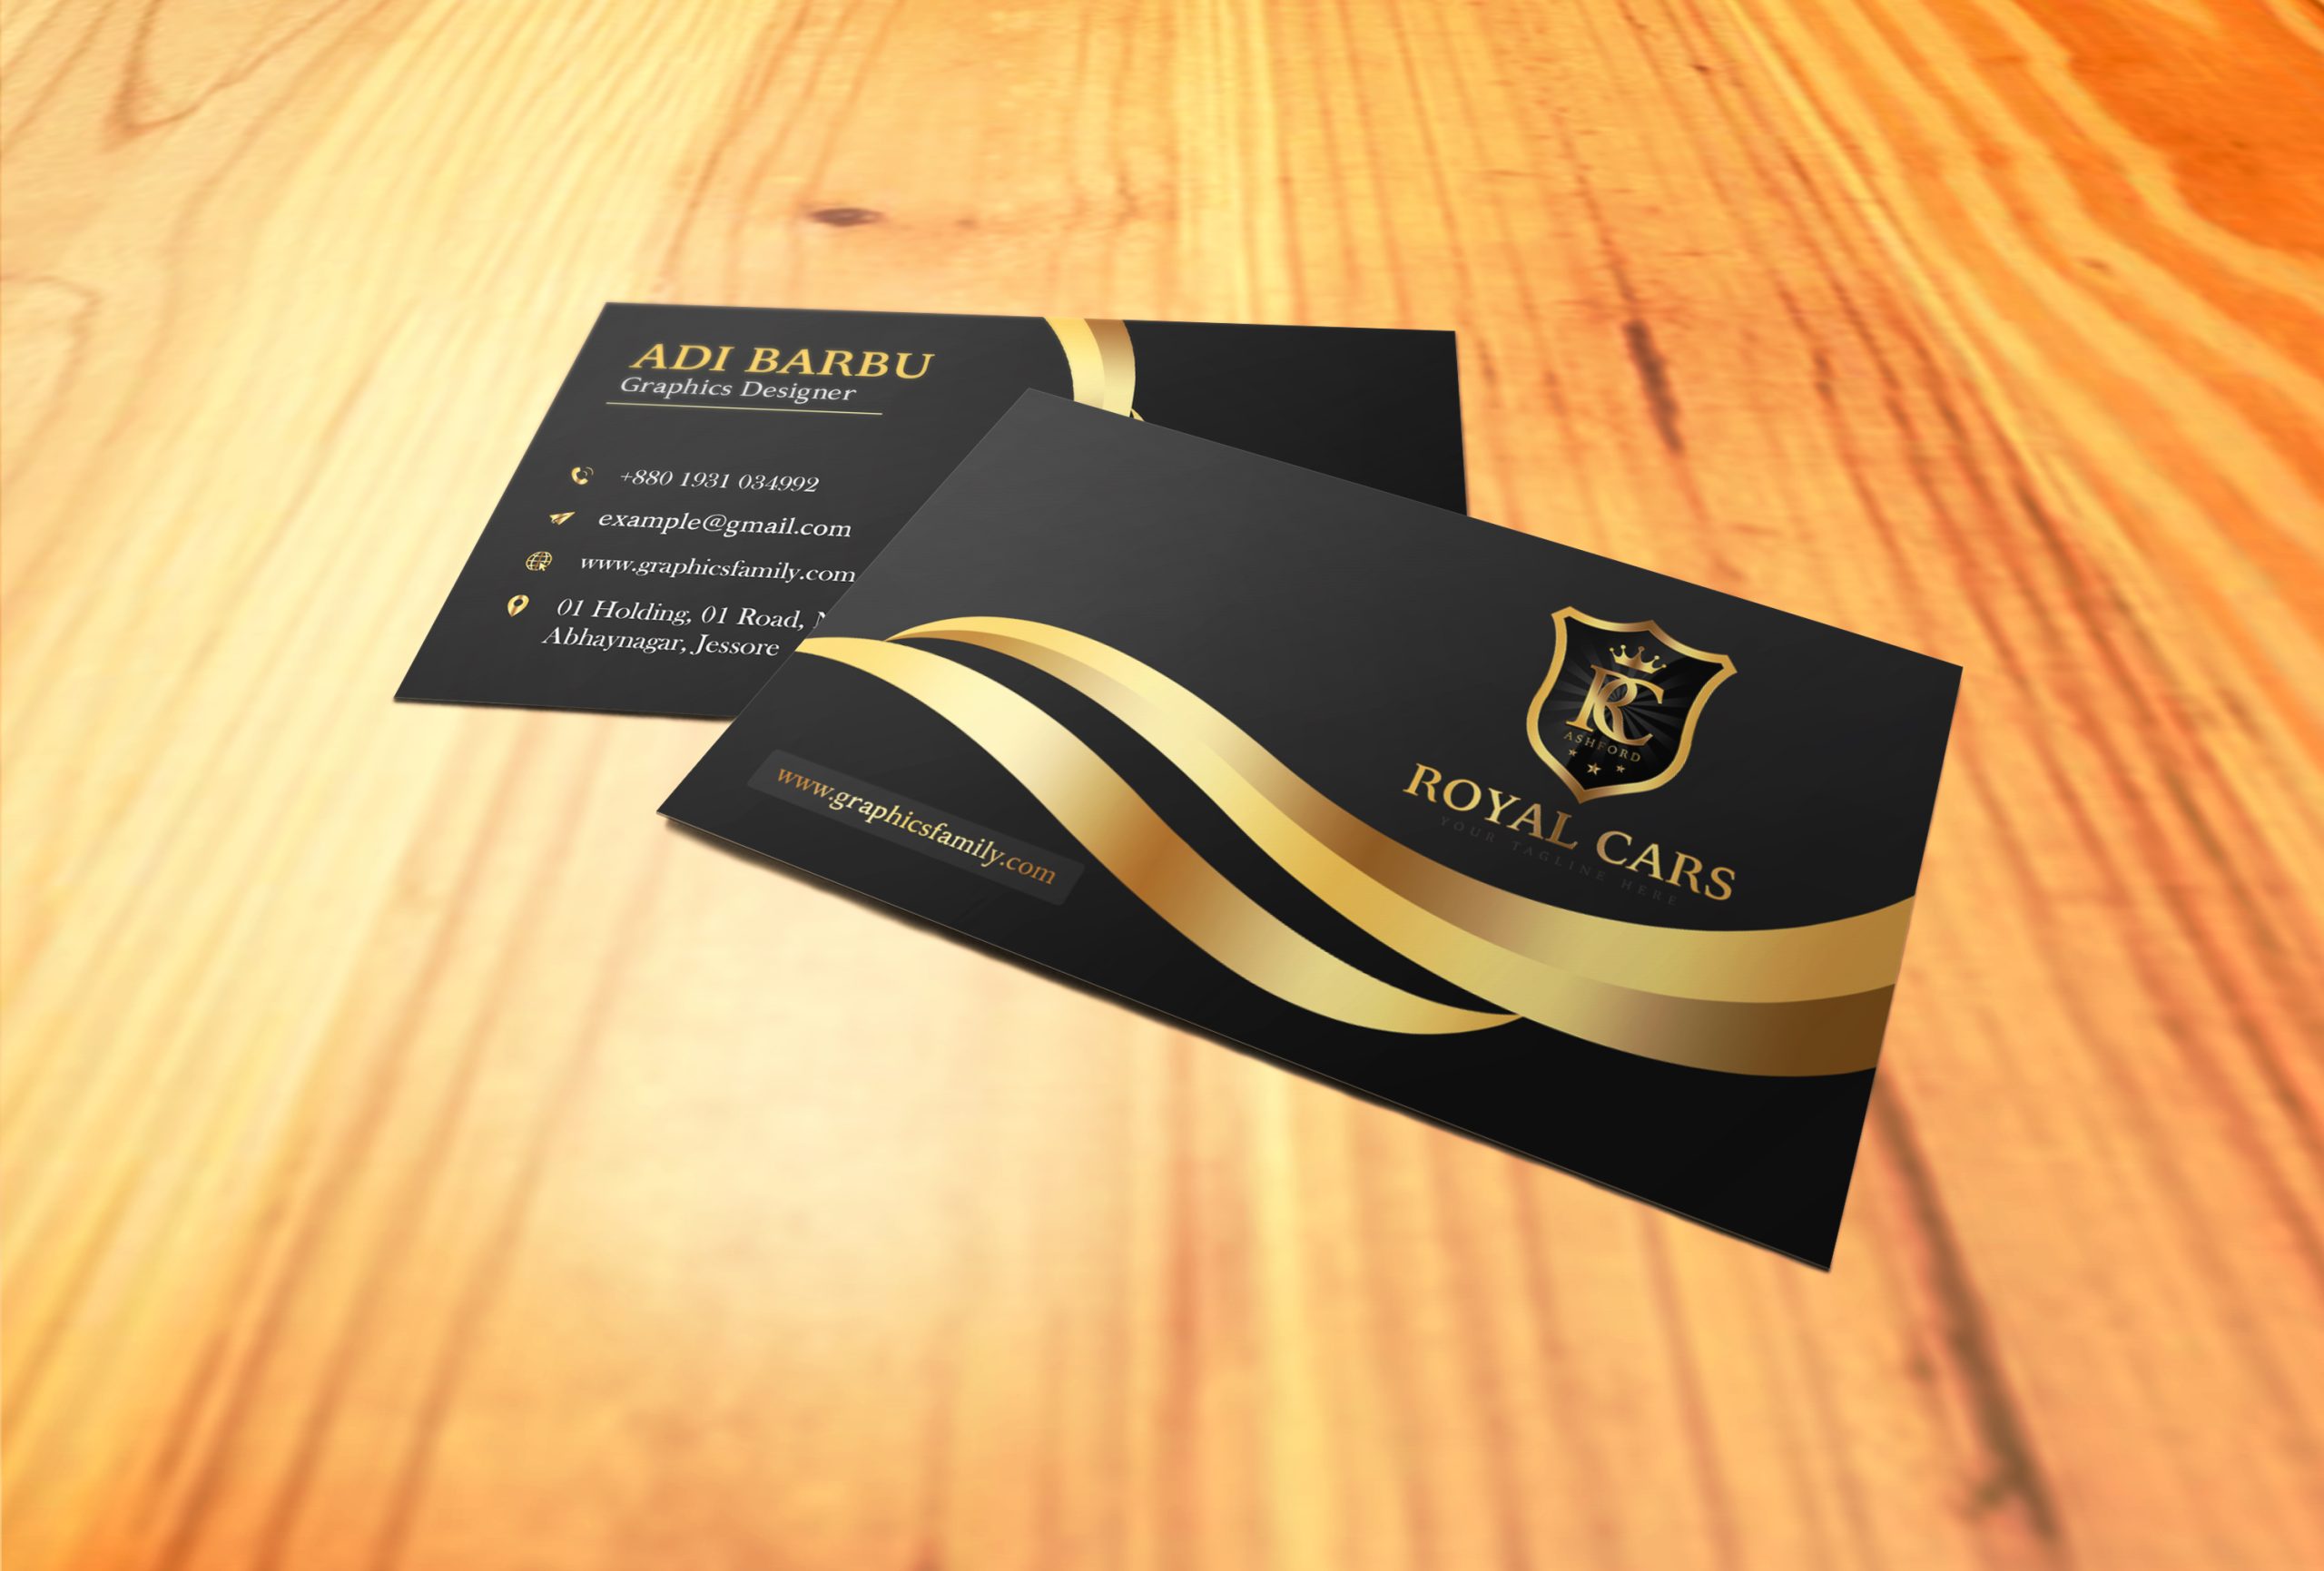 ADI BARBU
Graphics Designer
+880 1931 034992
example@gmail.com
www.graphicsfamily.com
01 Holding, 01 Road,
Abhaynagar, Jessore
RC
ASHFORD
ROYAL CARS
YOUR TAGLINE HERE
www.graphicsfamily.com